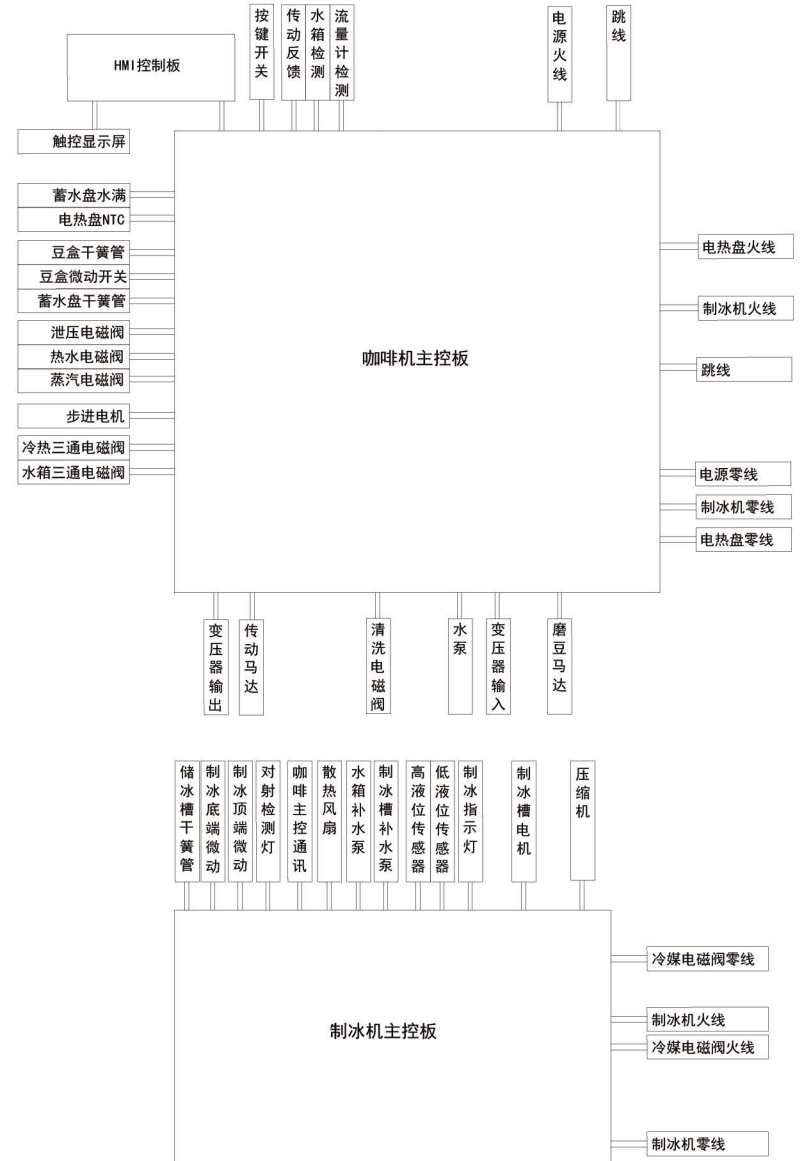 按键开关
传动反馈
水箱检测
流量计检测
电源火线
跳线
HMI控制板
触控显示屏
蓄水盘水满
电热盘NTC
豆盒干簧管
豆盒微动开关
蓄水盘干簧管
泄压电磁阀
热水电磁阀
蒸汽电磁阀
步进电机
冷热三通电磁阀
水箱三通电磁阀
咖啡机主控板
电热盘火线
制冰机火线
跳线
电源零线
制冰机零线
电热盘零线
变压器输出
传动马达
清洗电磁阀
水泵
变压器输入
磨豆马达
储冰槽干簧管
制冰底端微动
制冰顶端微动
对射检测灯
咖啡主控通讯
散热风扇
水箱补水泵
制冰槽补水泵
高液位传感器
低液位传感器
制冰指示灯
制冰槽电机
压缩机
制冰机主控板
冷媒电磁阀零线
制冰机火线
冷媒电磁阀火线
制冰机零线